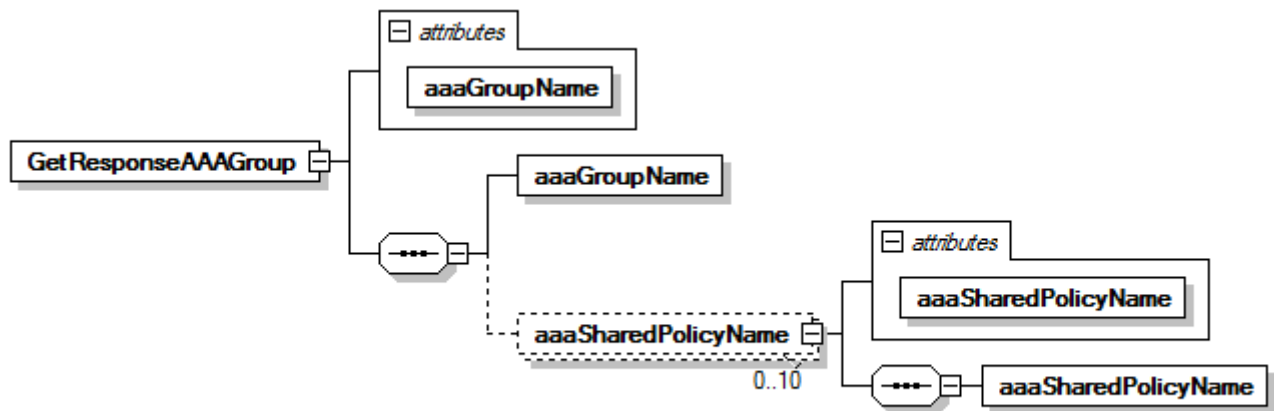 attributes
aaaGroupName
GetResponseAAAGroup
aaaGroupName
attributes
aaaSharedPolicyName
aaaSharedPolicyName
0..10
aaaSharedPolicyName